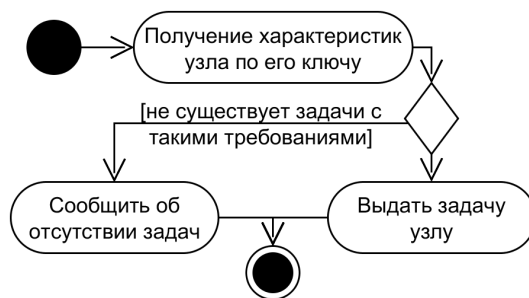 Получение характеристик
узла по его ключу
[не существует задачи с
такими требованиями]
Сообщить об
отсутствии задач
Выдать задачу
узлу